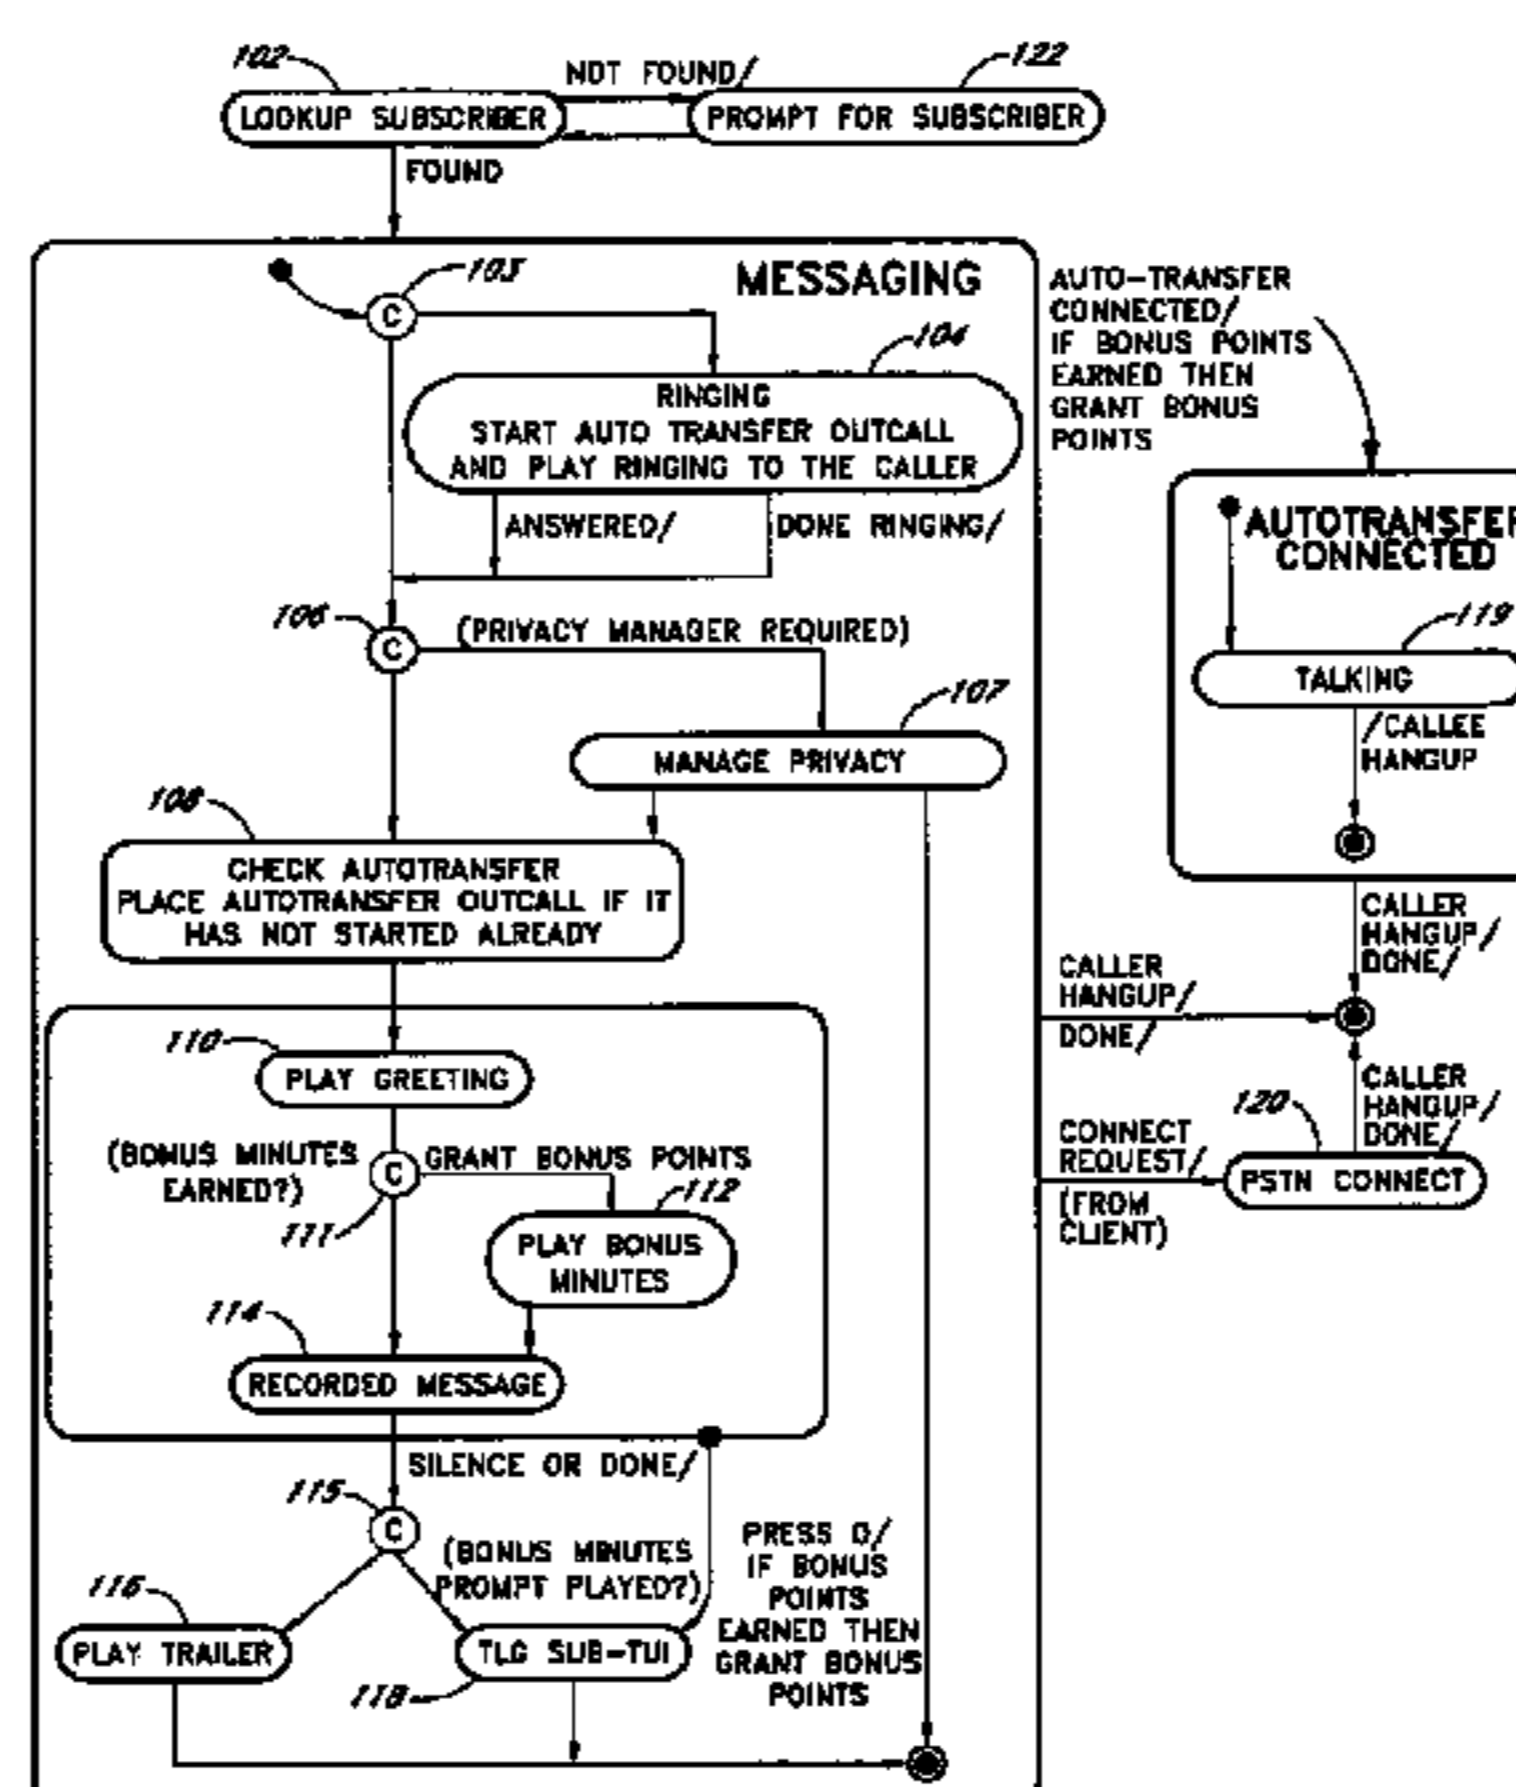 102
NOT FOUND/
122
LOOKUP SUBSCRIBER
PROMPT FOR SUBSCRIBER
FOUND
103
MESSAGING
C
104
RINGING
START AUTO TRANSFER OUTCALL
AND PLAY RINGING TO THE CALLER
ANSWERED/
DONE RINGING/
106
C
(PRIVACY MANAGER REQUIRED)
107
MANAGE PRIVACY
108
CHECK AUTOTRANSFER
PLACE AUTOTRANSFER OUTCALL IF IT
HAS NOT STARTED ALREADY
110
PLAY GREETING
(BONUS MINUTES
EARNED?)
C
GRANT BONUS POINTS
111
112
PLAY BONUS
MINUTES
114
RECORDED MESSAGE
SILENCE OR DONE/
115
C
(BONUS MINUTES
PROMPT PLAYED?)
116
PLAY TRAILER
TLC SUB-TUI
118
PRESS 0/
IF BONUS
POINTS
EARNED THEN
GRANT BONUS
POINTS
AUTO-TRANSFER
CONNECTED/
IF BONUS POINTS
EARNED THEN
GRANT BONUS
POINTS
AUTOTRANSFER
CONNECTED
119
TALKING
/CALLEE
HANGUP
CALLER
HANGUP/
DONE/
CALLER
HANGUP/
DONE/
CALLER
HANGUP/
DONE/
120
CONNECT
REQUEST/
(FROM
CLIENT)
PSTN CONNECT